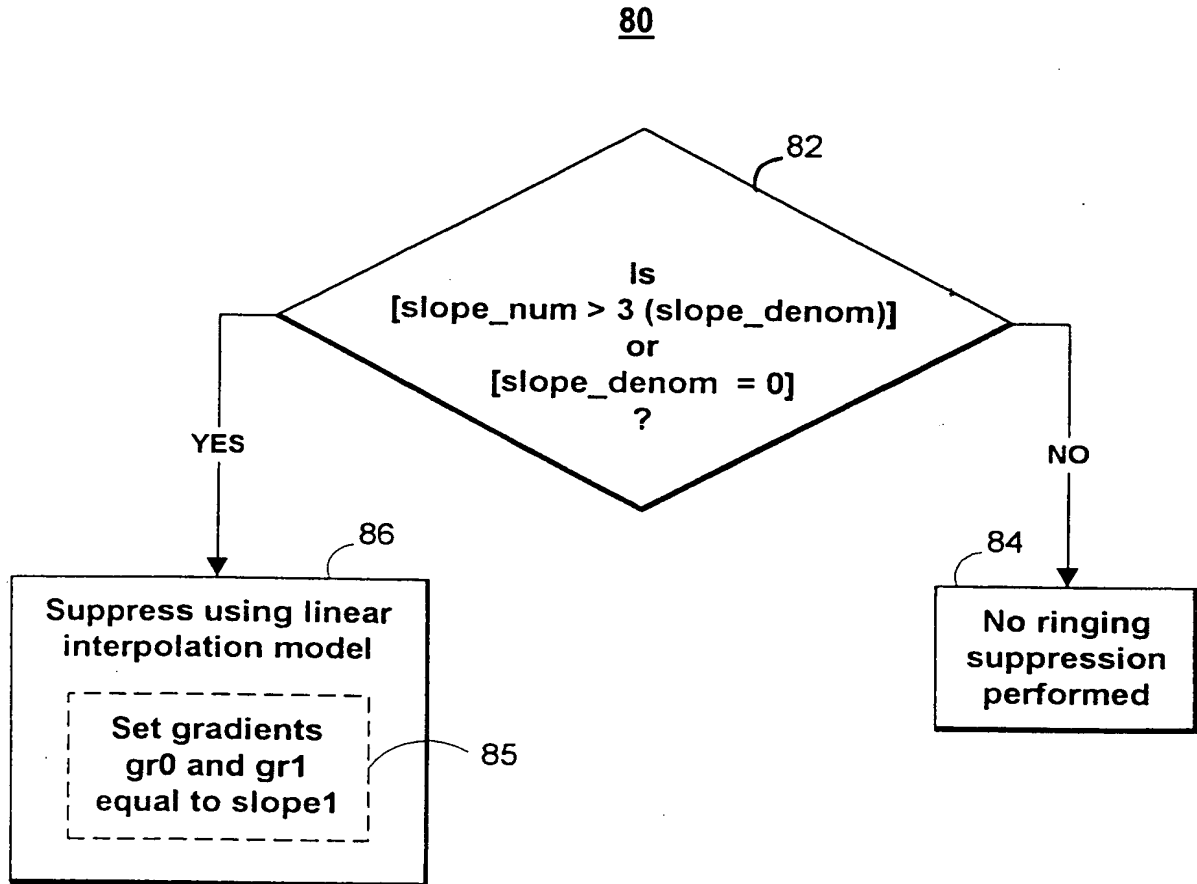 80
82
Is
[slope_num > 3 (slope_denom)]
or
[slope_denom = 0]
?
YES
NO
86
Suppress using linear
interpolation model
Set gradients
gr0 and gr1
equal to slope1
85
84
No ringing
suppression
performed